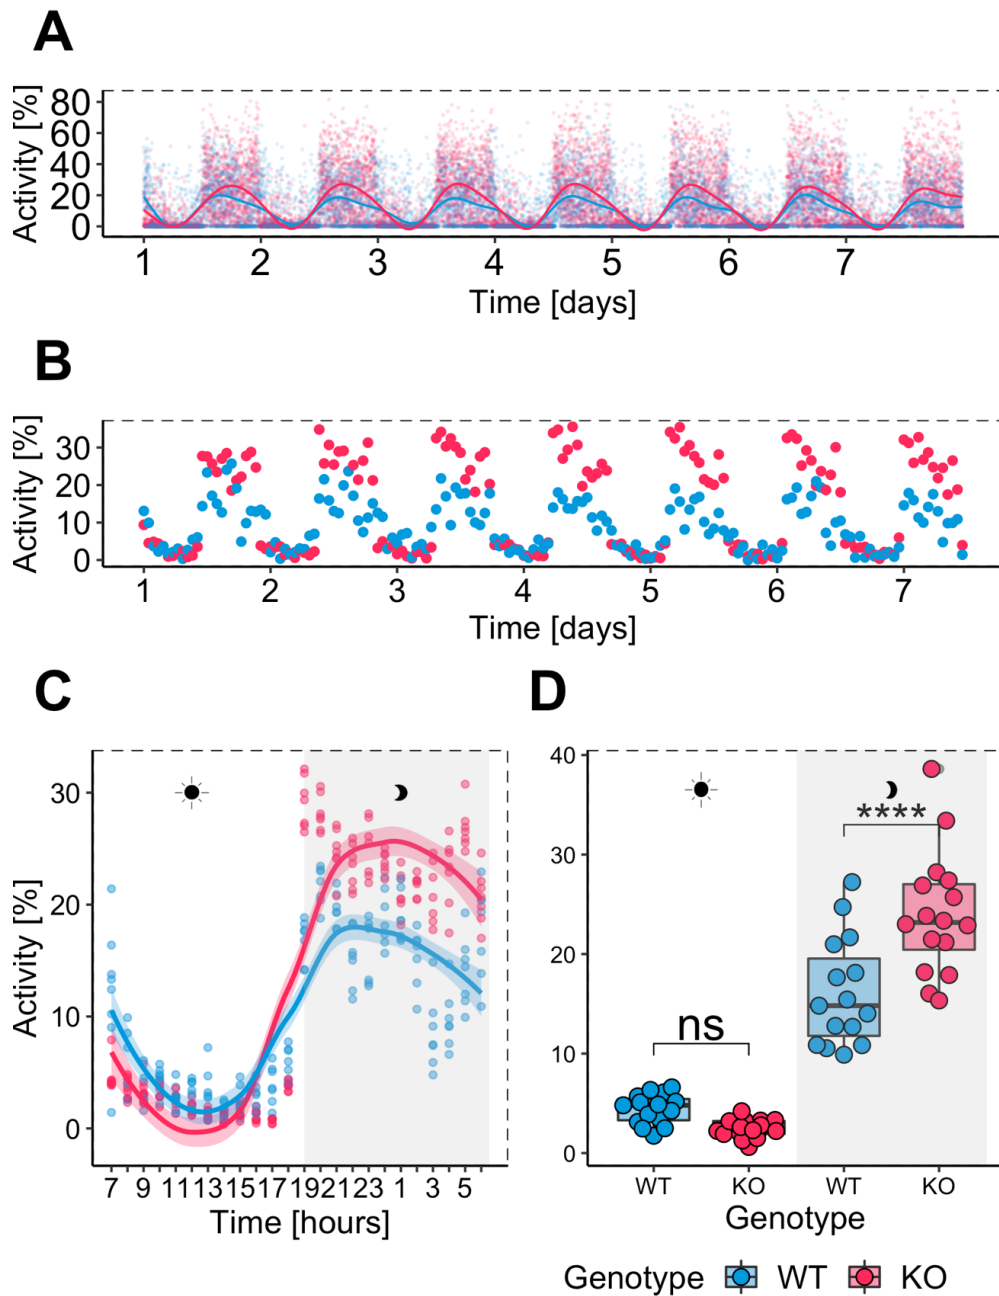 A
Activity [%]
80
60
40
20
0
1 2 3 4 5 6 7
Time [days]
B
Activity [%]
30
20
10
0
1 2 3 4 5 6 7
Time [days]
C
Activity [%]
30
20
10
0
7 9 11 13 15 17 19 21 23 1 3 5
Time [hours]
D
40
30
20
10
0
ns
****
WT KO WT KO
Genotype
Genotype WT KO